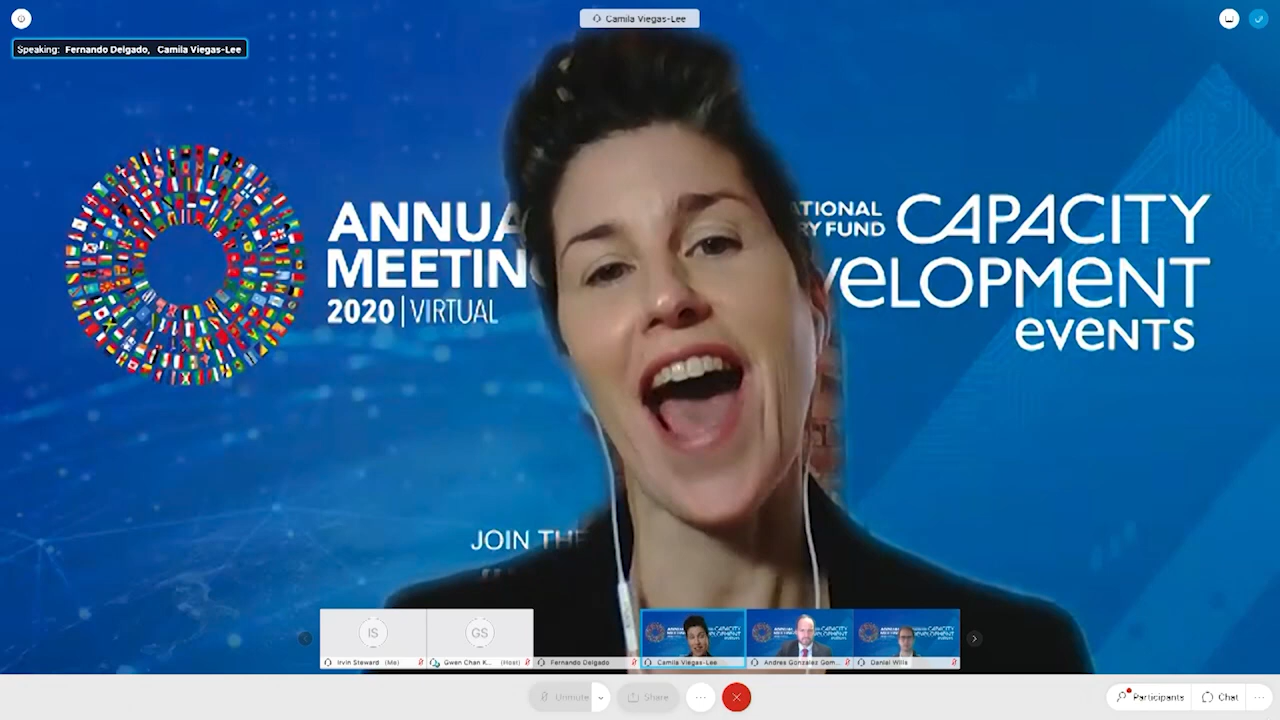 Camila Viegas-Lee
Speaking: Fernando Delgado, Camila Viegas-Lee
ANNUA
MEETING
2020 | VIRTUAL
ATIONAL
RY FUND
CAPACITY
VeLOPMeNT
eveNTS
JOIN THE
IS
GS
Irvin Steward (Me)
Gwen Chan K... (Host)
Fernando Delgado
Camila Viegas-Lee
Andres Gonzalez Gom...
Daniel Wills
Unmute
Share
Participants
Chat